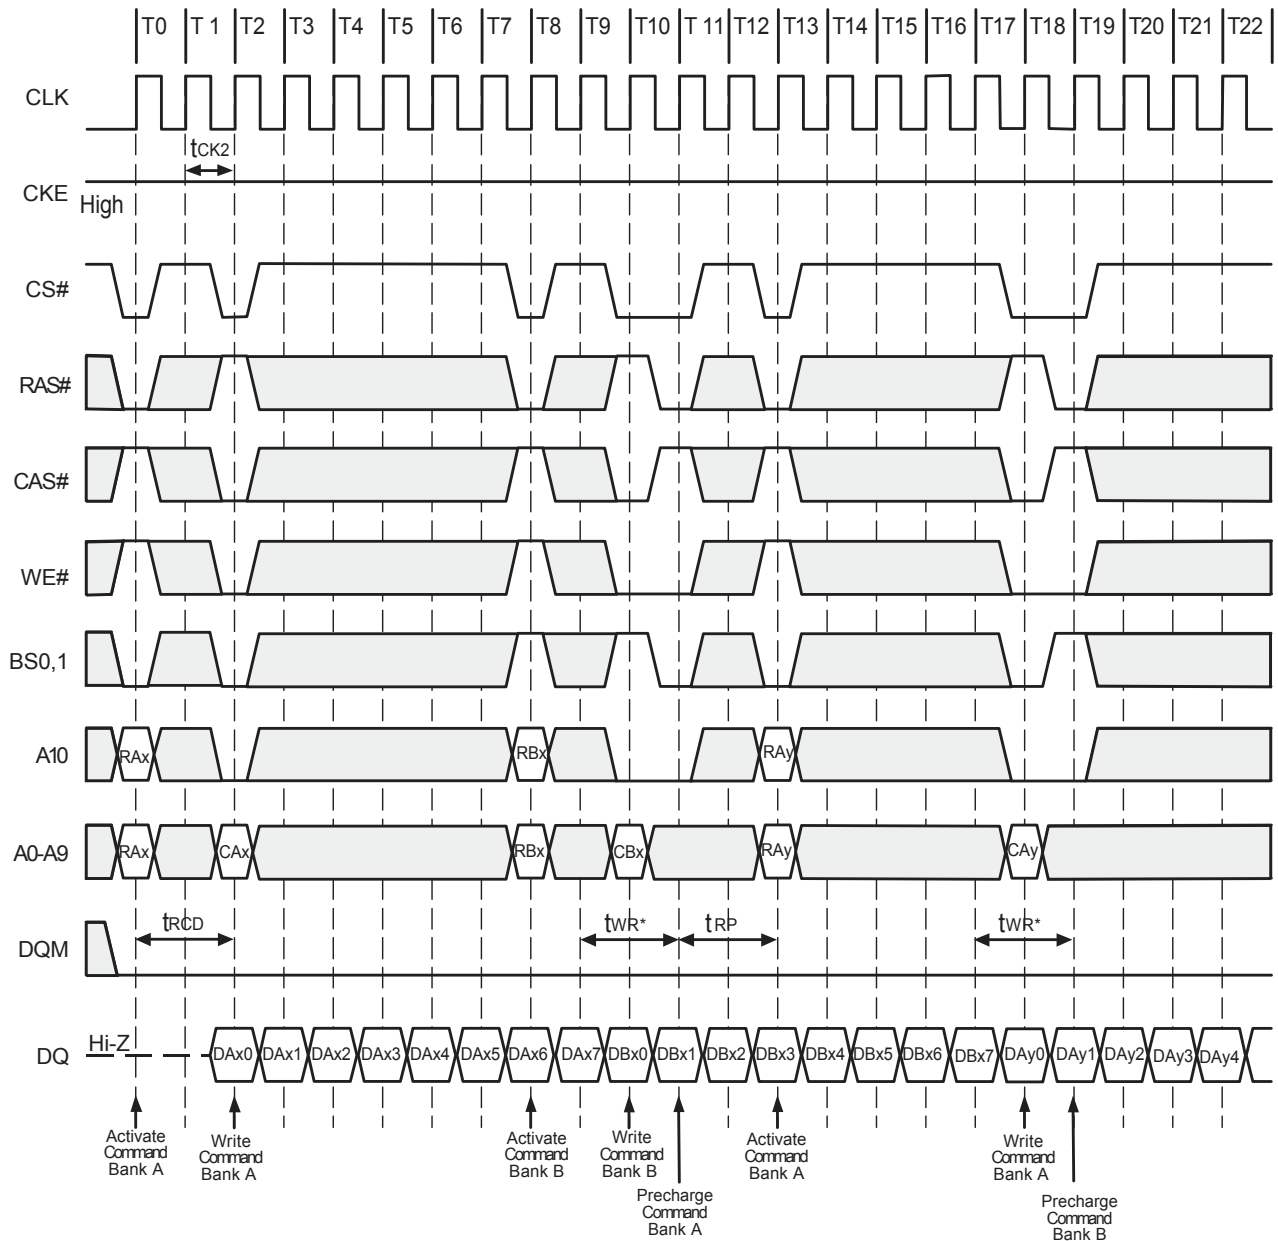 T0 T 1 T2 T3 T4 T5 T6 T7 T8 T9 T10 T 11 T12 T13 T14 T15 T16 T17 T18 T19 T20 T21 T22
CLK
tCK2
CKE
High
CS#
RAS#
CAS#
WE#
BS0,1
A10 RAx RBx RAy
A0-A9 RAx CAx RBx CBx RAy CAy
DQM tRCD tWR* tRP tWR*
DQ Hi-Z DAx0 DAx1 DAx2 DAx3 DAx4 DAx5 DAx6 DAx7 DBx0 DBx1 DBx2 DBx3 DBx4 DBx5 DBx6 DBx7 DAy0 DAy1 DAy2 DAy3 DAy4
Activate
Command
Bank A
Write
Command
Bank A
Activate
Command
Bank B
Write
Command
Bank B
Precharge
Command
Bank A
Activate
Command
Bank A
Write
Command
Bank A
Precharge
Command
Bank B